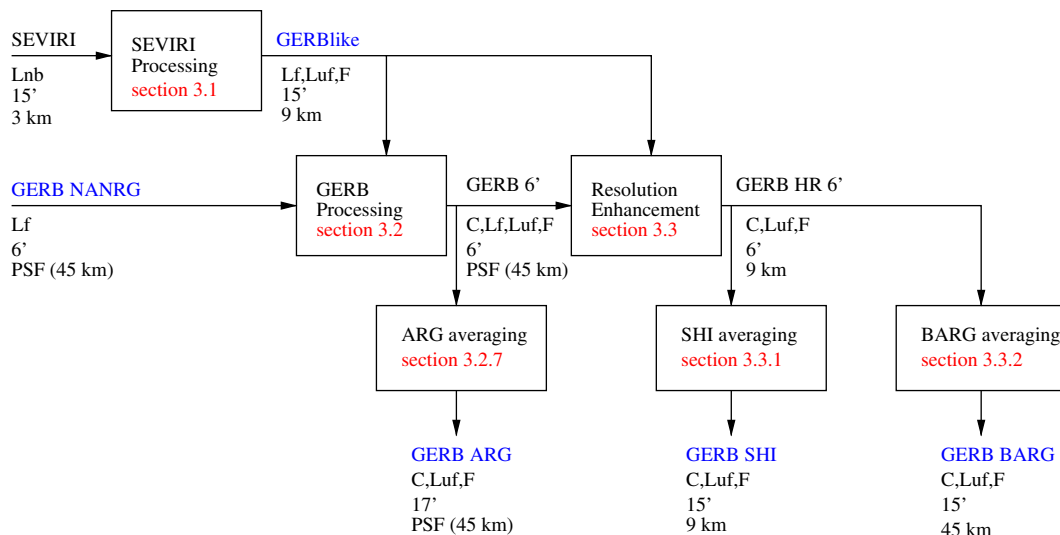 SEVIRI
Lnb
15’
3 km
SEVIRI
Processing
section 3.1
GERBlike
Lf,Luf,F
15’
9 km
GERB NANRG
Lf
6’
PSF (45 km)
GERB
Processing
section 3.2
GERB 6’
C,Lf,Luf,F
6’
PSF (45 km)
Resolution
Enhancement
section 3.3
GERB HR 6’
C,Luf,F
6’
9 km
ARG averaging
section 3.2.7
SHI averaging
section 3.3.1
BARG averaging
section 3.3.2
GERB ARG
C,Luf,F
17’
PSF (45 km)
GERB SHI
C,Luf,F
15’
9 km
GERB BARG
C,Luf,F
15’
45 km